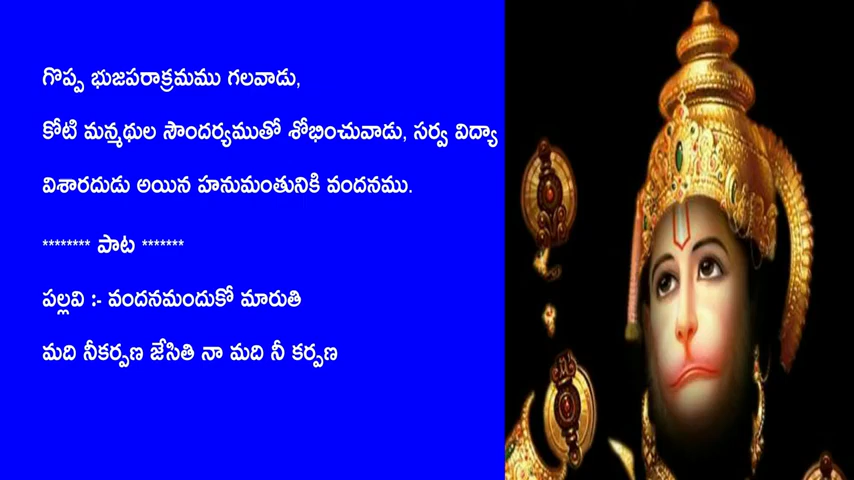 గొప్ప భుజపరాక్రమము గలవాడు,
కోటి మన్మథుల సౌందర్యముతో శోభించువాడు, సర్వ విద్యా
విశారదుడు అయిన హనుమంతునికి వందనము.
******** పాట *******
పల్లవి :- వందనమందుకో మారుతి
మది నీకర్పణ జేసితి నా మది నీ కర్పణ